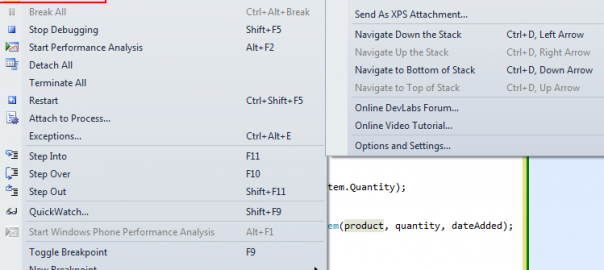 Break All Ctrl+Alt+Break
Stop Debugging Shift+F5
Start Performance Analysis Alt+F2
Detach All
Terminate All
Restart Ctrl+Shift+F5
Attach to Process...
Exceptions... Ctrl+Alt+E
Step Into F11
Step Over F10
Step Out Shift+F11
QuickWatch... Shift+F9
Start Windows Phone Performance Analysis Alt+F1
Toggle Breakpoint F9
New Breakpoint
Send As XPS Attachment...
Navigate Down the Stack Ctrl+D, Left Arrow
Navigate Up the Stack Ctrl+D, Right Arrow
Navigate to Bottom of Stack Ctrl+D, Down Arrow
Navigate to Top of Stack Ctrl+D, Up Arrow
Online DevLabs Forum...
Online Video Tutorial...
Options and Settings...
tem.Quantity);
em(product, quantity, dateAdded);